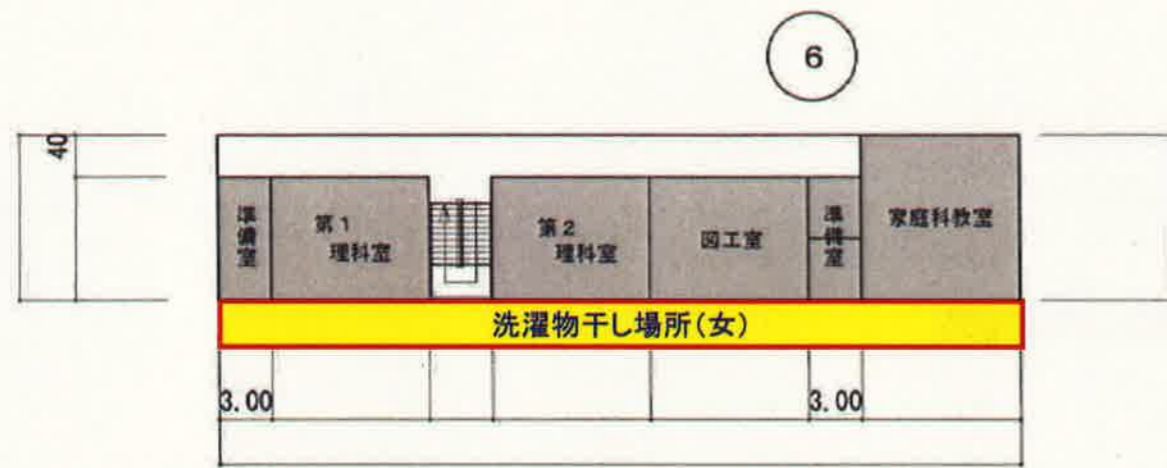 6
40
準備室
第1
理科室
第2
理科室
図工室
準備室
家庭科教室
洗濯物干し場所(女)
3.00
3.00